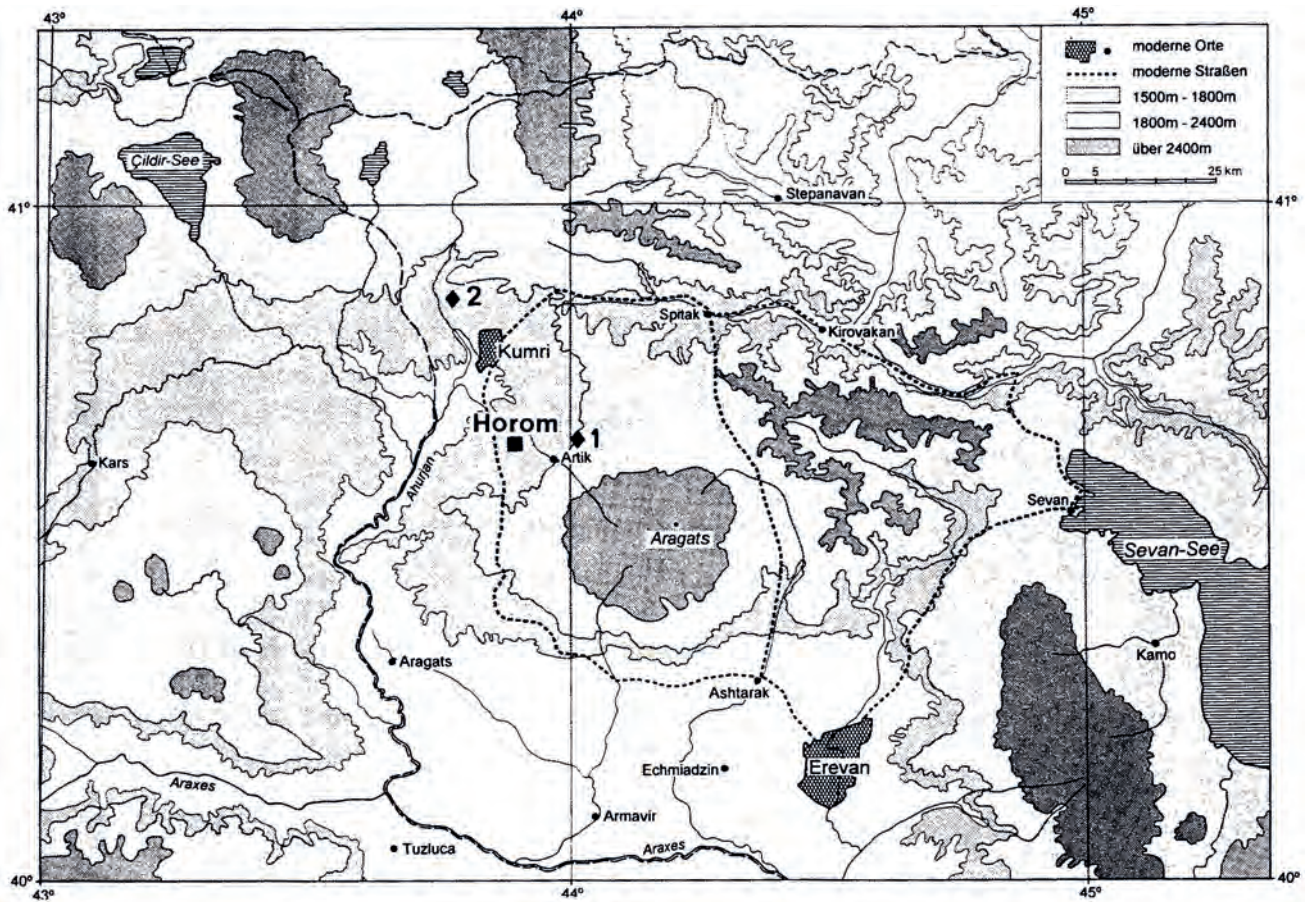 43°
44°
45°
moderne Orte
moderne Straßen
1500m - 1800m
1800m - 2400m
über 2400m
0 5 25 km
Çildir-See
41°
41°
Stepanavan
2
Spitak
Kirovakan
Kumri
Horom
1
Artik
Kars
Ahurjan
Aragats
Sevan
Sevan-See
Aragats
Kamo
Ashtarak
Echmiadzin
Erevan
Araxes
Armavir
Tuzluca
Araxes
40°
40°
43°
44°
45°